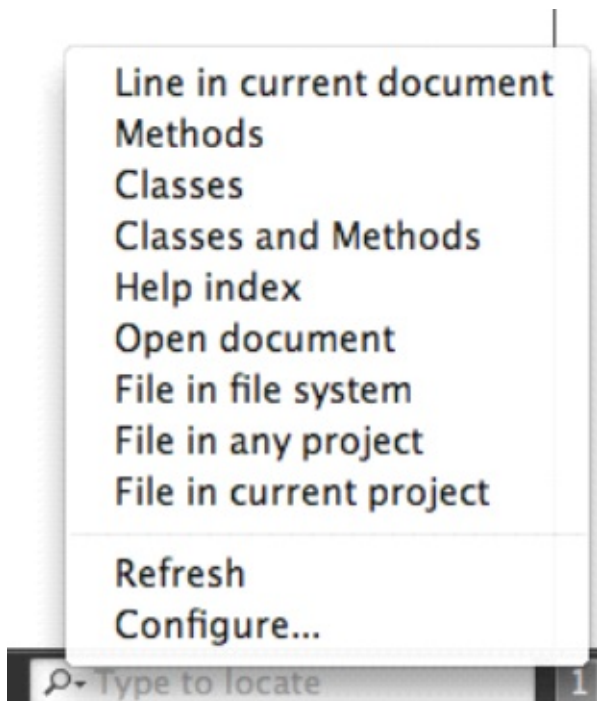 Line in current document
Methods
Classes
Classes and Methods
Help index
Open document
File in file system
File in any project
File in current project
Refresh
Configure...
Type to locate
1